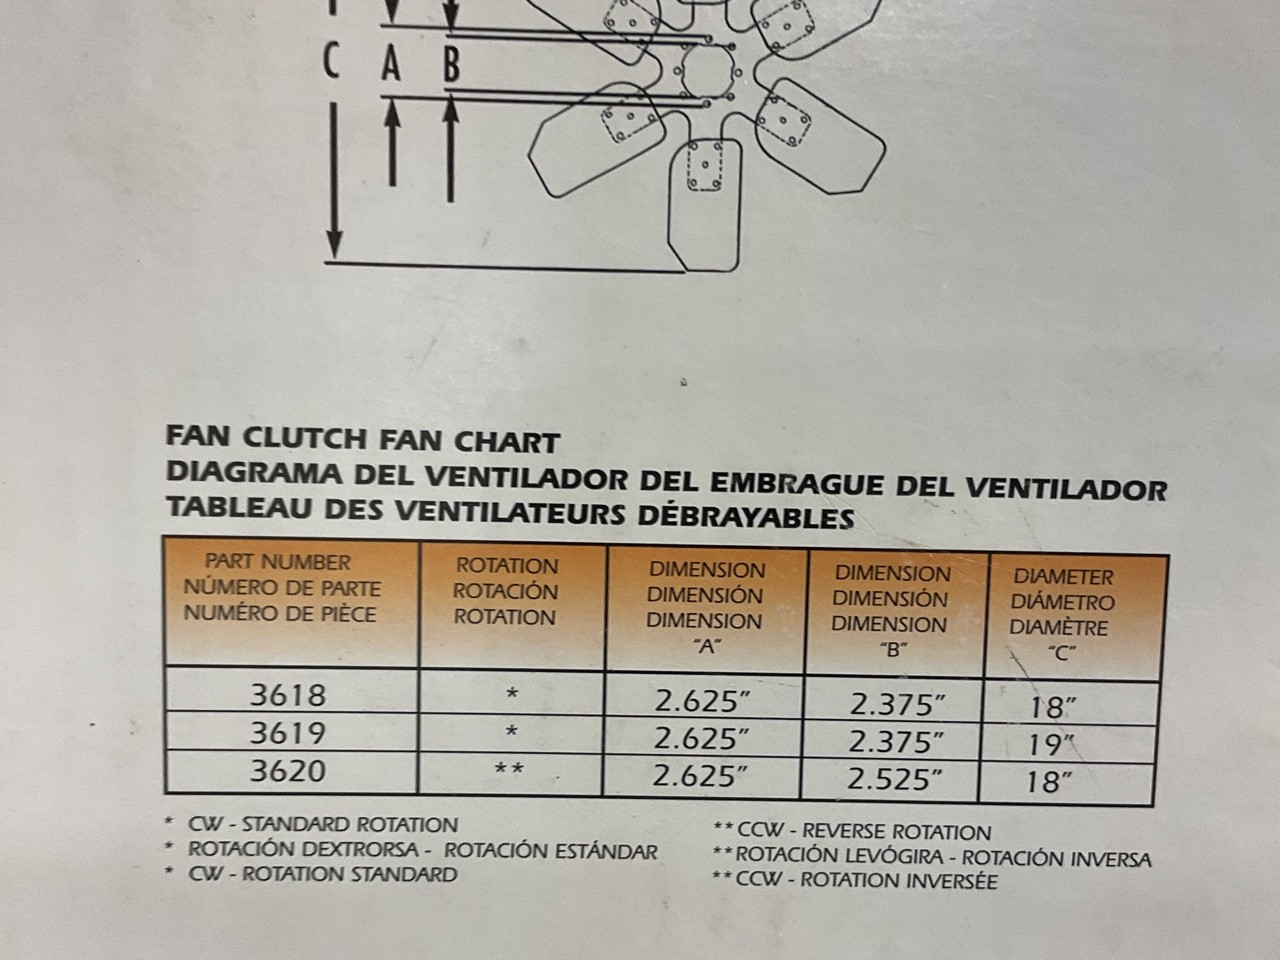 C A B
FAN CLUTCH FAN CHART
DIAGRAMA DEL VENTILADOR DEL EMBRAGUE DEL VENTILADOR
TABLEAU DES VENTILATEURS DÉBRAYABLES
PART NUMBER
NÚMERO DE PARTE
NUMÉRO DE PIÈCE
ROTATION
ROTACIÓN
ROTATION
DIMENSION
DIMENSIÓN
DIMENSION
"A"
DIMENSION
DIMENSIÓN
DIMENSION
"B"
DIAMETER
DIÁMETRO
DIAMÈTRE
"C"
3618 * 2.625" 2.375" 18"
3619 * 2.625" 2.375" 19"
3620 ** 2.625" 2.525" 18"
* CW - STANDARD ROTATION
* ROTACIÓN DEXTRORSA - ROTACIÓN ESTÁNDAR
* CW - ROTATION STANDARD
** CCW - REVERSE ROTATION
** ROTACIÓN LEVÓGIRA - ROTACIÓN INVERSA
** CCW - ROTATION INVERSÉE